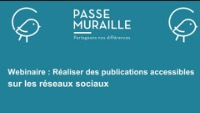 PASSE
MURAILLE
Partageons nos différences
Webinaire : Réaliser des publications accessibles
sur les réseaux sociaux